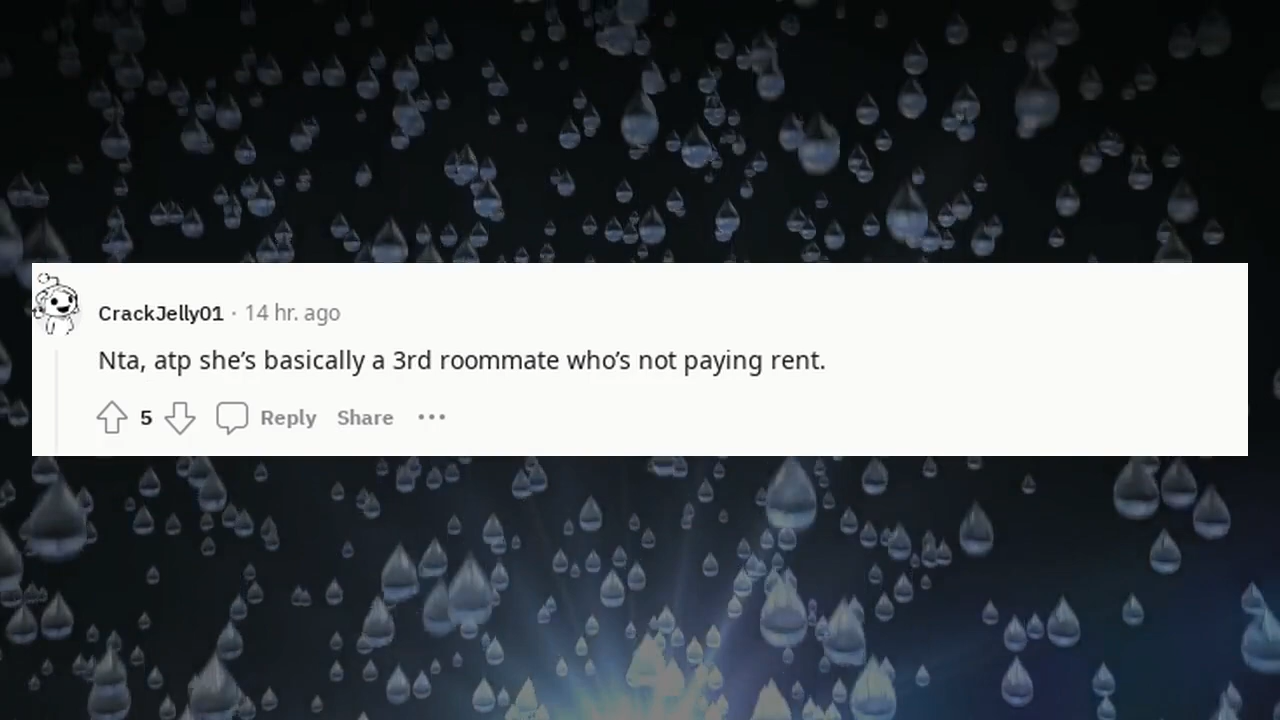 CrackJelly01 · 14 hr. ago
Nta, atp she’s basically a 3rd roommate who’s not paying rent.
5 Reply Share ···